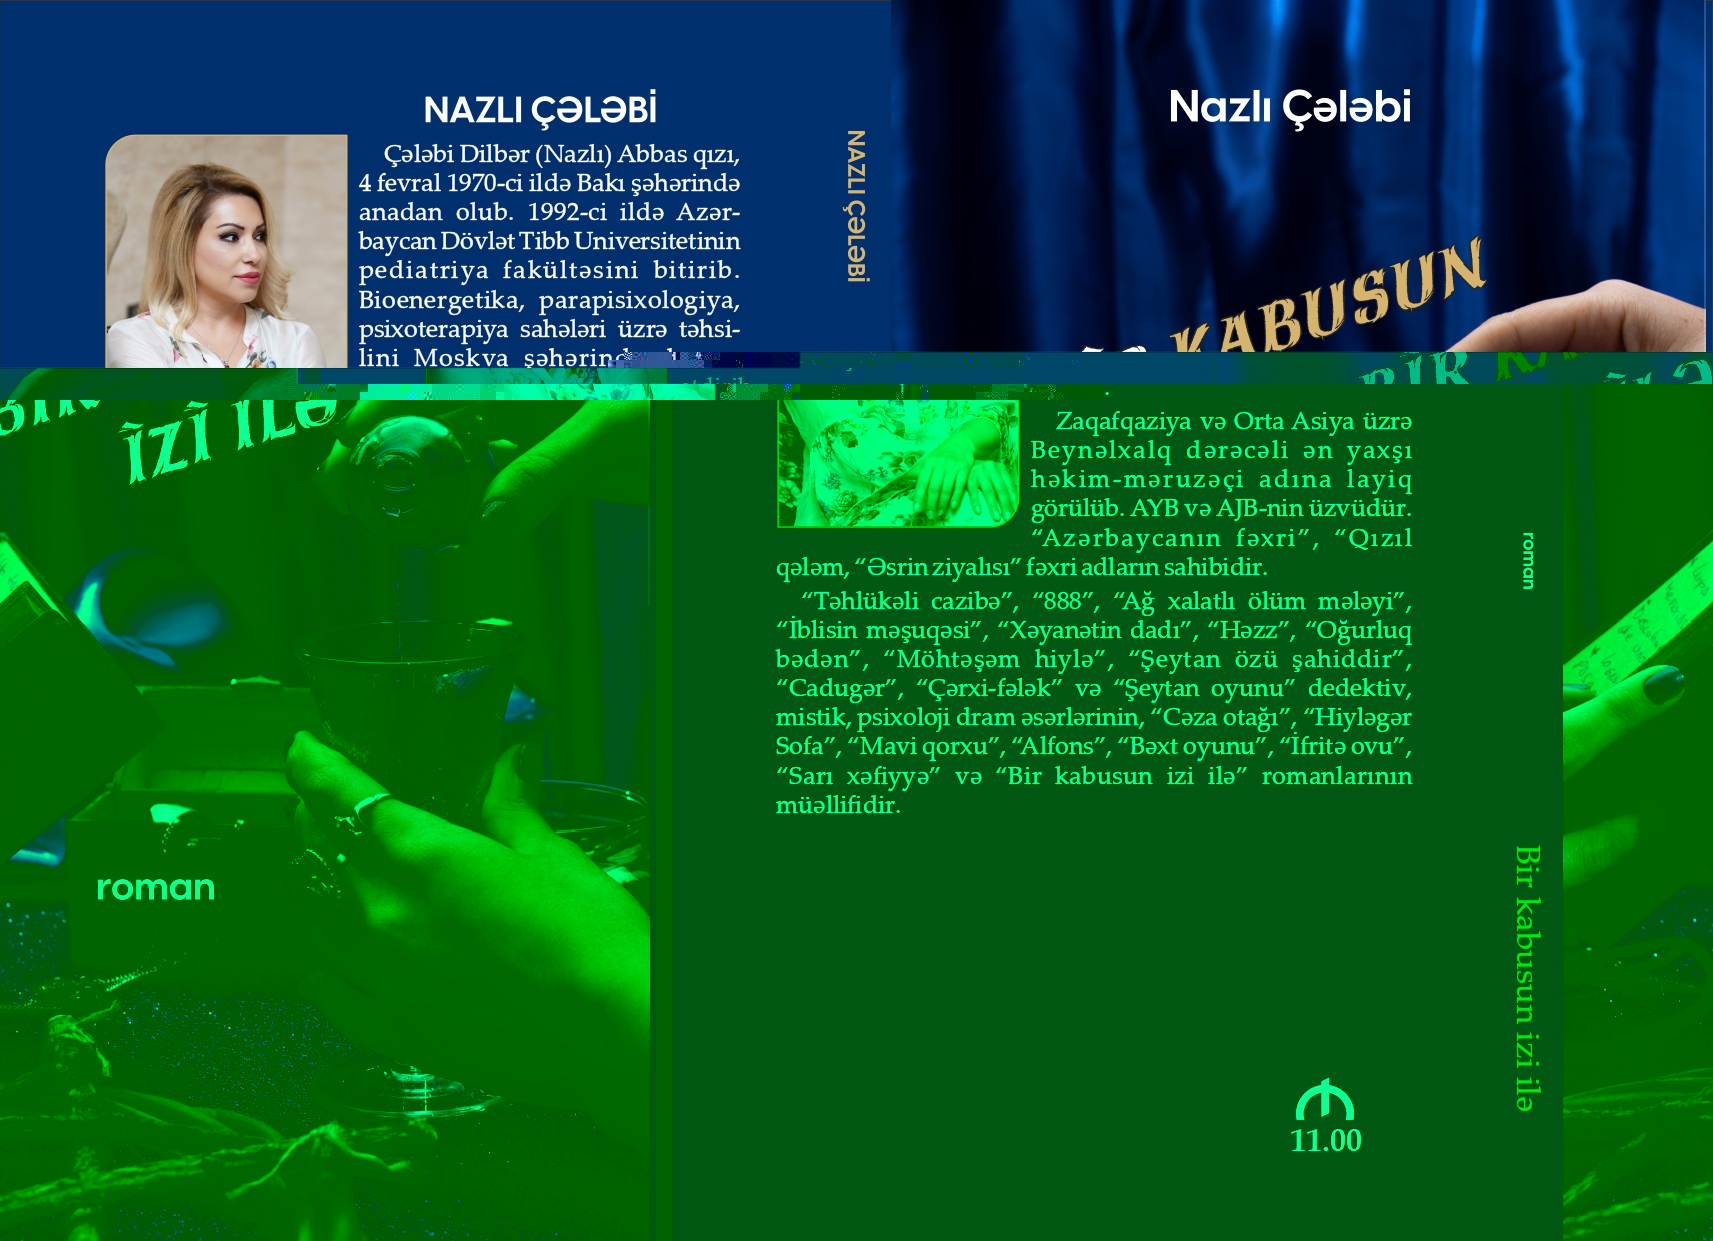 NAZLI ÇƏLƏBİ
Çələbi Dilbər (Nazlı) Abbas qızı,
4 fevral 1970-ci ildə Bakı şəhərində
anadan olub. 1992-ci ildə Azər-
baycan Dövlət Tibb Universitetinin
pediatriya fakültəsini bitirib.
Bioenergetika, parapisixologiya,
psixoterapiya sahələri üzrə təhsi-
lini Moskva
NAZLI ÇƏLƏBİ
Nazlı Çələbi
KABUSUN
BİR
İZİ İLƏ
roman
Zaqafqaziya və Orta Asiya üzrə
Beynəlxalq dərəcəli ən yaxşı
həkim-məruzəçi adına layiq
görülüb. AYB və AJB-nin üzvüdür.
“Azərbaycanın fəxri”, “Qızıl
qələm, “Əsrin ziyalısı” fəxri adların sahibidir.
“Təhlükəli cazibə”, “888”, “Ağ xalatlı ölüm mələyi”,
“İblisin məşuqəsi”, “Xəyanətin dadı”, “Həzz”, “Oğurluq
bədən”, “Möhtəşəm hiylə”, “Şeytan özü şahiddir”,
“Cadugər”, “Çərxi-fələk” və “Şeytan oyunu” dedektiv,
mistik, psixoloji dram əsərlərinin, “Cəza otağı”, “Hiyləgər
Sofa”, “Mavi qorxu”, “Alfons”, “Bəxt oyunu”, “İfritə ovu”,
“Sarı xəfiyyə” və “Bir kabusun izi ilə” romanlarının
müəllifidir.
11.00
roman
Bir kabusun izi ilə